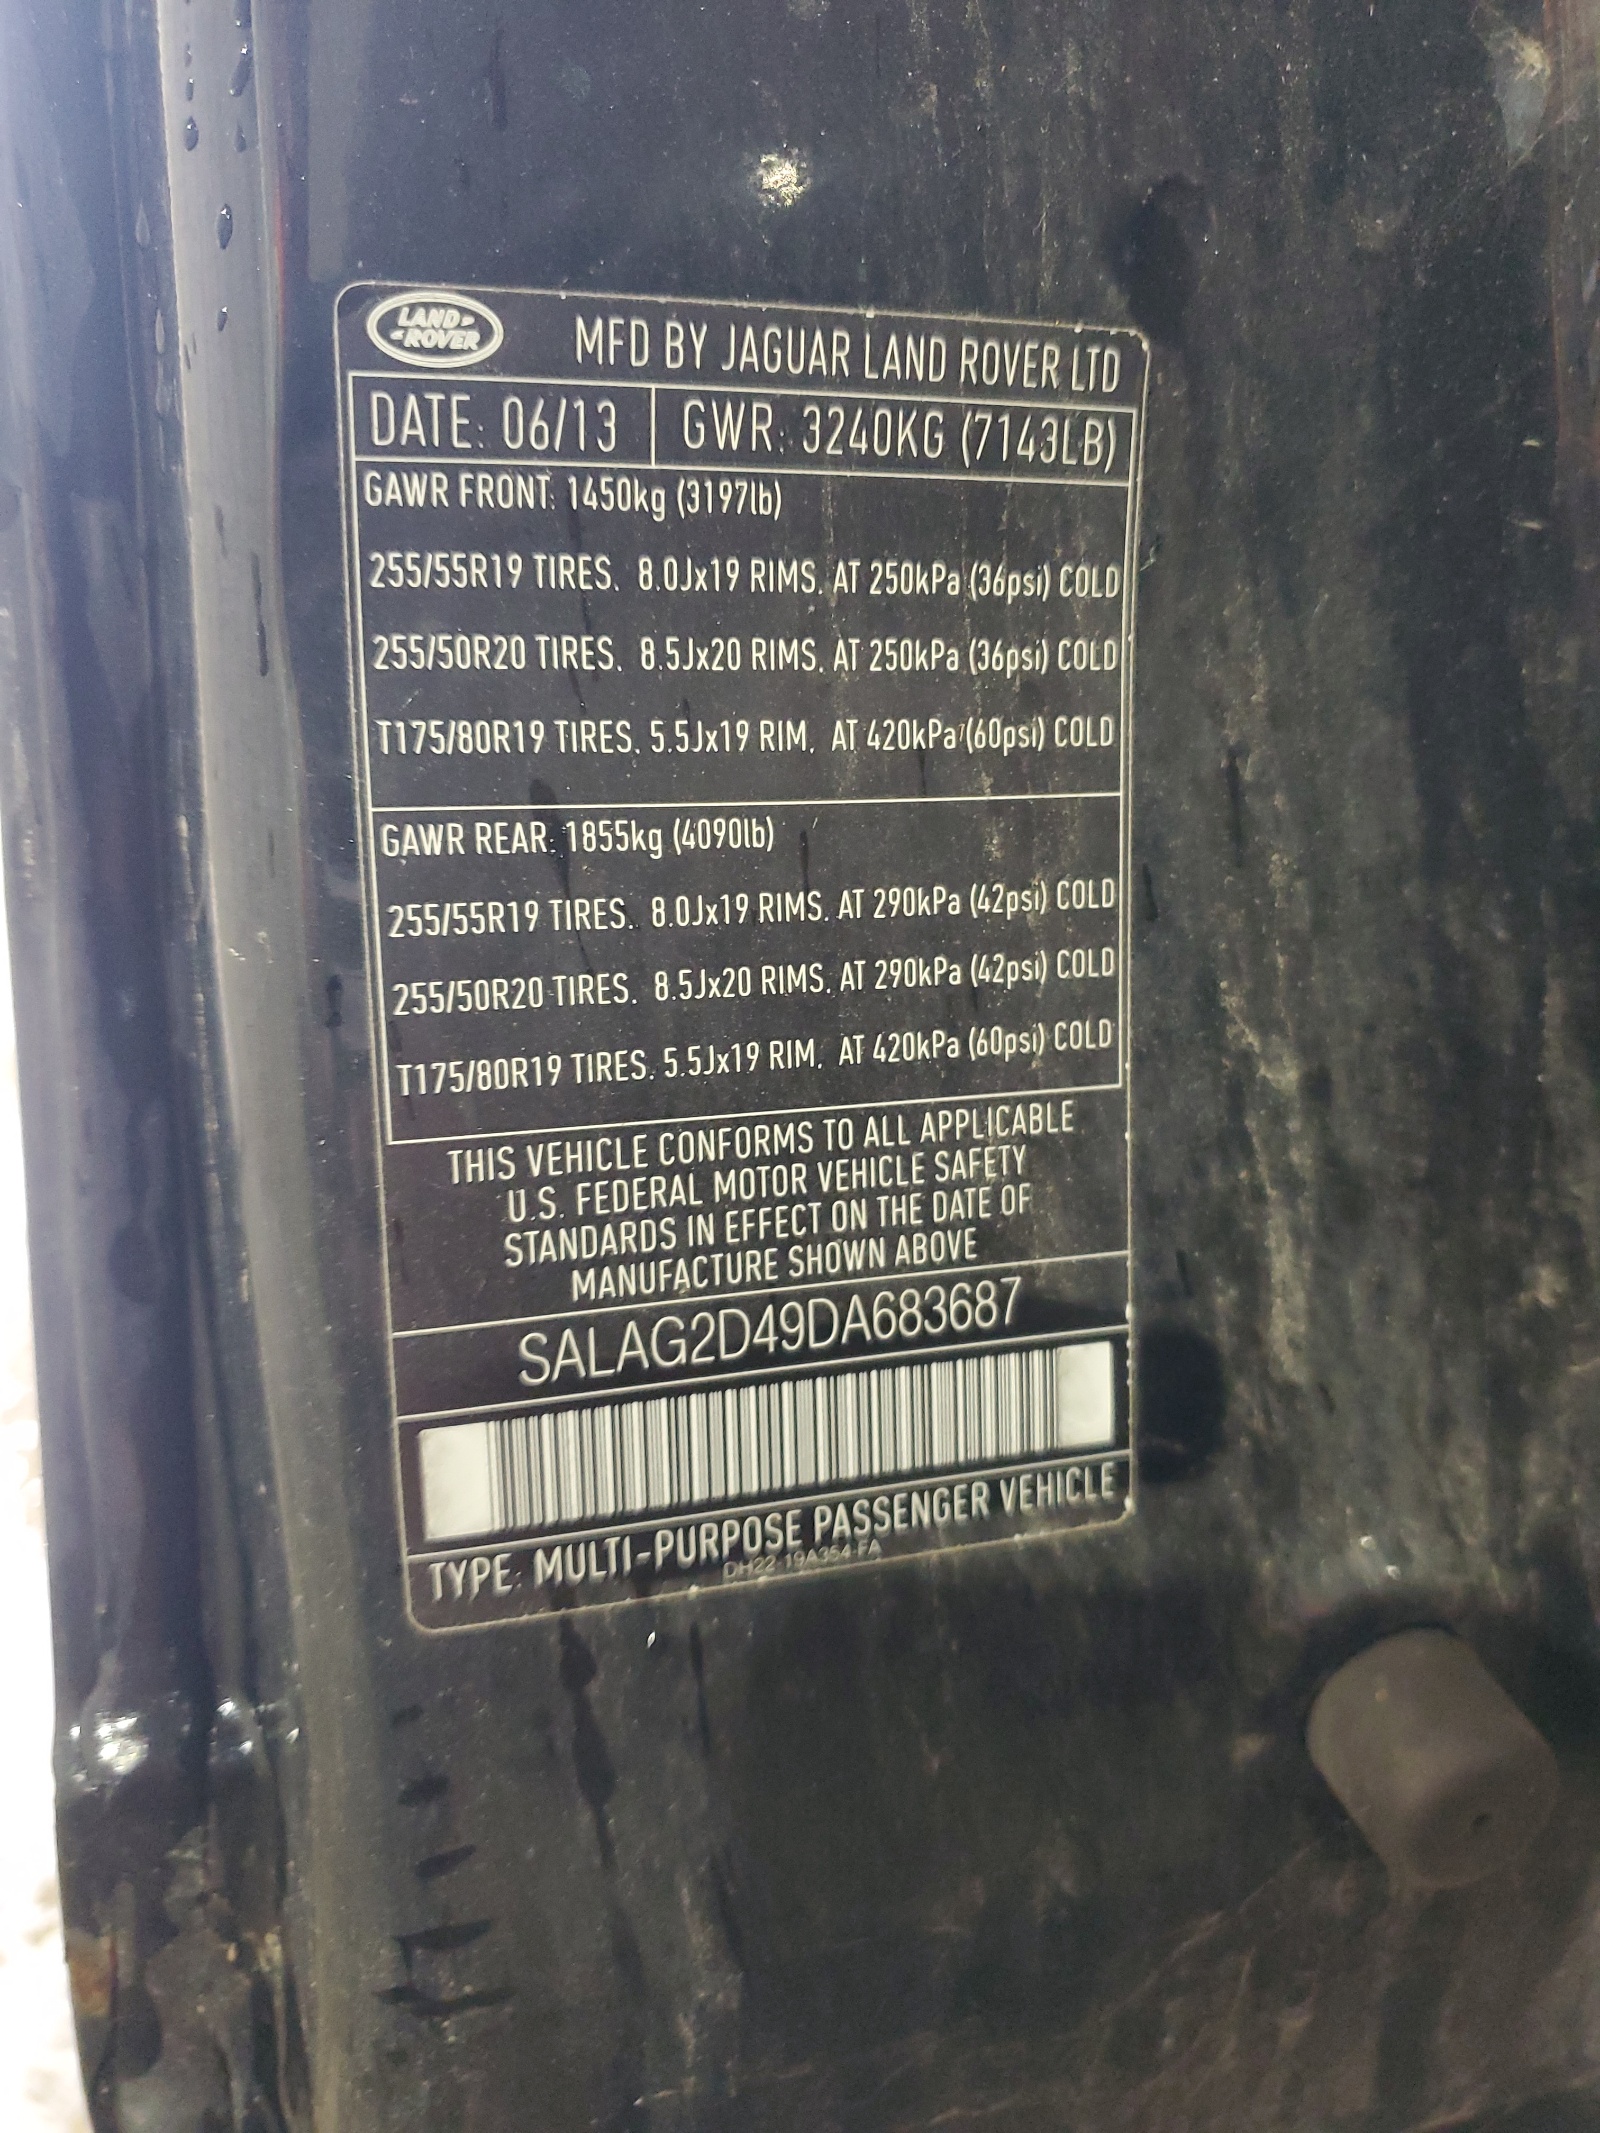 LAND-
-ROVER
MFD BY JAGUAR LAND ROVER LTD
DATE: 06/13 GWR: 3240KG (7143LB)
GAWR FRONT: 1450kg (3197lb)
255/55R19 TIRES. 8.0Jx19 RIMS. AT 250kPa (36psi) COLD
255/50R20 TIRES. 8.5Jx20 RIMS. AT 250kPa (36psi) COLD
T175/80R19 TIRES. 5.5Jx19 RIM. AT 420kPa (60psi) COLD
GAWR REAR: 1855kg (4090lb)
255/55R19 TIRES. 8.0Jx19 RIMS. AT 290kPa (42psi) COLD
255/50R20 TIRES. 8.5Jx20 RIMS. AT 290kPa (42psi) COLD
T175/80R19 TIRES. 5.5Jx19 RIM. AT 420kPa (60psi) COLD
THIS VEHICLE CONFORMS TO ALL APPLICABLE
U.S. FEDERAL MOTOR VEHICLE SAFETY
STANDARDS IN EFFECT ON THE DATE OF
MANUFACTURE SHOWN ABOVE
SALAG2D49DA683687
TYPE: MULTI-PURPOSE PASSENGER VEHICLE
DH22 19A354 FA